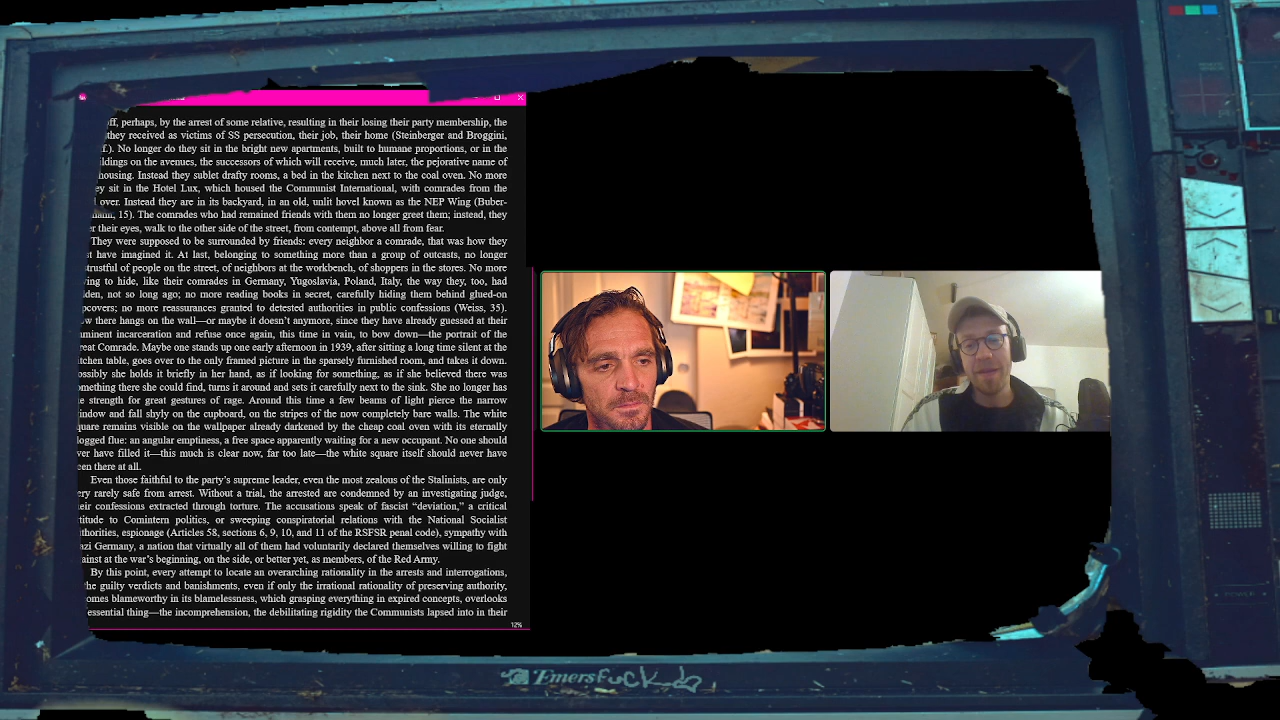 off, perhaps, by the arrest of some relative, resulting in their losing their party membership, the
they received as victims of SS persecution, their job, their home (Steinberger and Broggini,
f.). No longer do they sit in the bright new apartments, built to humane proportions, or in the
ildings on the avenues, the successors of which will receive, much later, the pejorative name of
housing. Instead they sublet drafty rooms, a bed in the kitchen next to the coal oven. No more
ey sit in the Hotel Lux, which housed the Communist International, with comrades from the
over. Instead they are in its backyard, in an old, unlit hovel known as the NEP Wing (Buber-
mann, 15). The comrades who had remained friends with them no longer greet them; instead, they
er their eyes, walk to the other side of the street, from contempt, above all from fear.
They were supposed to be surrounded by friends: every neighbor a comrade, that was how they
st have imagined it. At last, belonging to something more than a group of outcasts, no longer
strustful of people on the street, of neighbors at the workbench, of shoppers in the stores. No more
ving to hide, like their comrades in Germany, Yugoslavia, Poland, Italy, the way they, too, had
dden, not so long ago; no more reading books in secret, carefully hiding them behind glued-on
pcovers; no more reassurances granted to detested authorities in public confessions (Weiss, 35).
ow there hangs on the wall—or maybe it doesn't anymore, since they have already guessed at their
minent incarceration and refuse once again, this time in vain, to bow down—the portrait of the
reat Comrade. Maybe one stands up one early afternoon in 1939, after sitting a long time silent at the
itchen table, goes over to the only framed picture in the sparsely furnished room, and takes it down.
ossibly she holds it briefly in her hand, as if looking for something, as if she believed there was
omething there she could find, turns it around and sets it carefully next to the sink. She no longer has
e strength for great gestures of rage. Around this time a few beams of light pierce the narrow
indow and fall shyly on the cupboard, on the stripes of the now completely bare walls. The white
quare remains visible on the wallpaper already darkened by the cheap coal oven with its eternally
logged flue: an angular emptiness, a free space apparently waiting for a new occupant. No one should
ver have filled it—this much is clear now, far too late—the white square itself should never have
een there at all.
Even those faithful to the party's supreme leader, even the most zealous of the Stalinists, are only
ery rarely safe from arrest. Without a trial, the arrested are condemned by an investigating judge,
eir confessions extracted through torture. The accusations speak of fascist “deviation,” a critical
titude to Comintern politics, or sweeping conspiratorial relations with the National Socialist
thorities, espionage (Articles 58, sections 6, 9, 10, and 11 of the RSFSR penal code), sympathy with
azi Germany, a nation that virtually all of them had voluntarily declared themselves willing to fight
ainst at the war's beginning, on the side, or better yet, as members, of the Red Army.
By this point, every attempt to locate an overarching rationality in the arrests and interrogations,
he guilty verdicts and banishments, even if only the irrational rationality of preserving authority,
omes blameworthy in its blamelessness, which grasping everything in expired concepts, overlooks
essential thing—the incomprehension, the debilitating rigidity the Communists lapsed into in their
12%
POWER
Emersfuckd